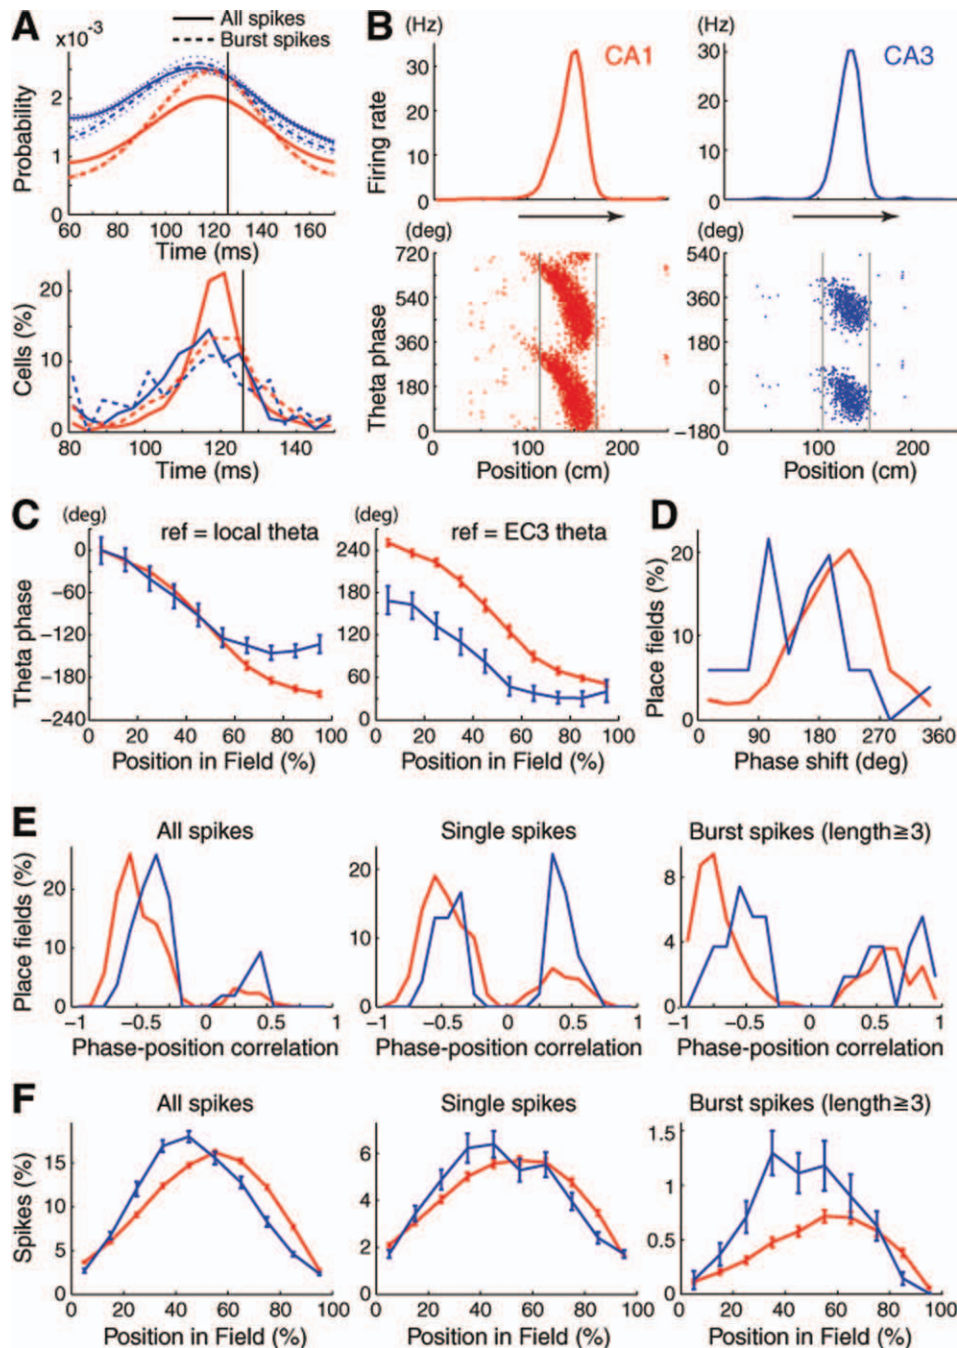 A
x10⁻³
All spikes
Burst spikes
Probability
2
1
0
60 80 100 120 140 160
Time (ms)
Cells (%)
20
10
0
80 100 120 140
Time (ms)
B
(Hz) (Hz)
CA1 CA3
Firing rate
30 30
20 20
10 10
0 0
(deg) (deg)
Theta phase
720 540
540 360
360 180
180 0
0 -180
0 100 200 0 100 200
Position (cm) Position (cm)
C
(deg) (deg)
ref = local theta ref = EC3 theta
Theta phase
0 240
-60 180
-120 120
-180 60
-240 0
0 20 40 60 80 100 0 20 40 60 80 100
Position in Field (%) Position in Field (%)
D
Place fields (%)
20
10
0
0 90 180 270 360
Phase shift (deg)
E
All spikes Single spikes Burst spikes (length≧3)
Place fields (%)
20 20 8
10 10 4
0 0 0
-1 -0.5 0 0.5 1 -1 -0.5 0 0.5 1 -1 -0.5 0 0.5 1
Phase-position correlation Phase-position correlation Phase-position correlation
F
All spikes Single spikes Burst spikes (length≧3)
Spikes (%)
15 6 1.5
10 4 1
5 2 0.5
0 0 0
0 20 40 60 80 100 0 20 40 60 80 100 0 20 40 60 80 100
Position in Field (%) Position in Field (%) Position in Field (%)